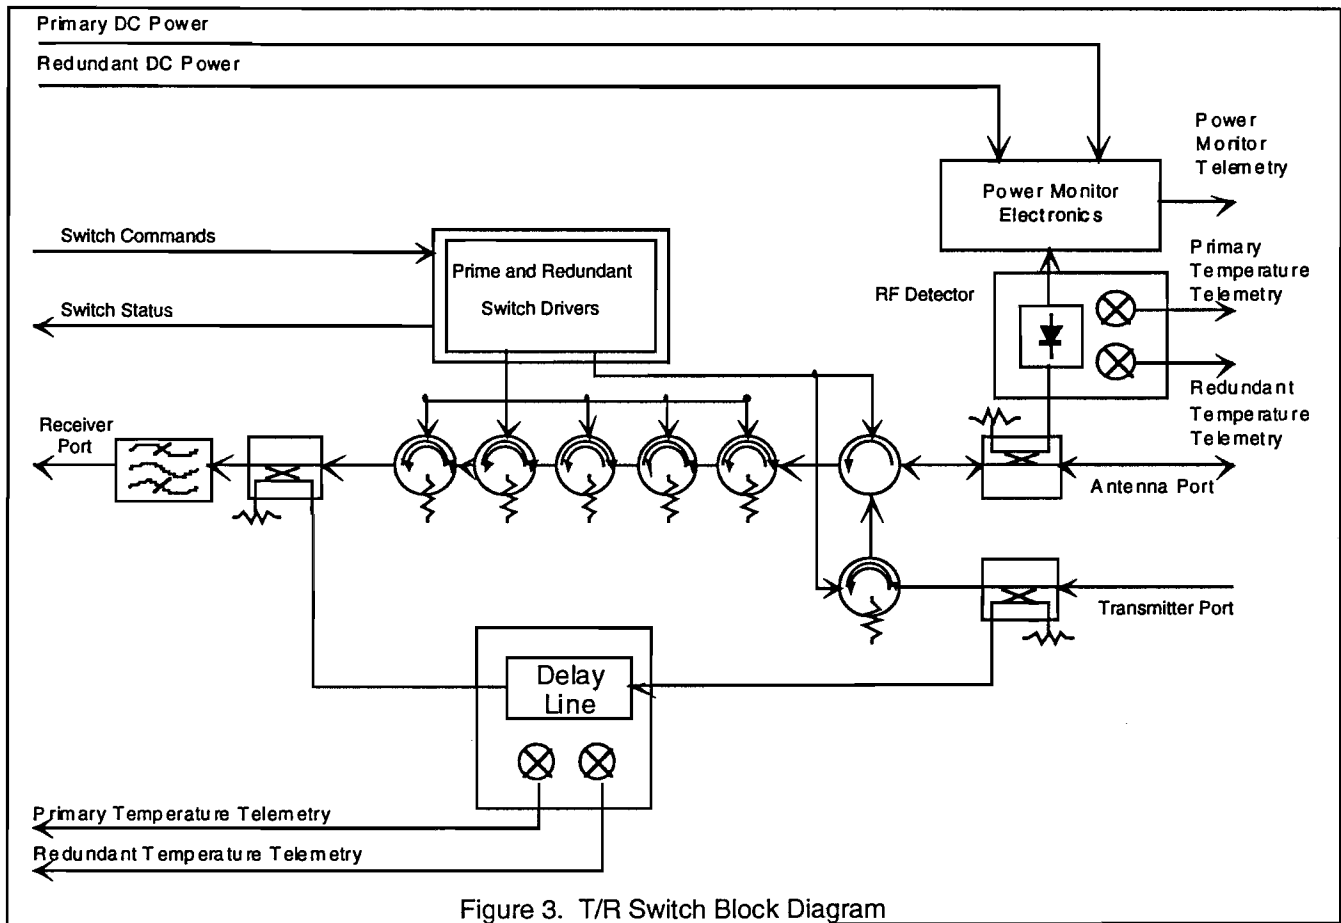 Primary DC Power
Redundant DC Power
Power
Monitor
Telemetry
Power Monitor
Electronics
Switch Commands
Prime and Redundant
Switch Drivers
Primary
Temperature
Telemetry
RF Detector
Switch Status
Redundant
Temperature
Telemetry
Receiver
Port
Antenna Port
Transmitter Port
Delay
Line
Primary Temperature Telemetry
Redundant Temperature Telemetry
Figure 3. T/R Switch Block Diagram